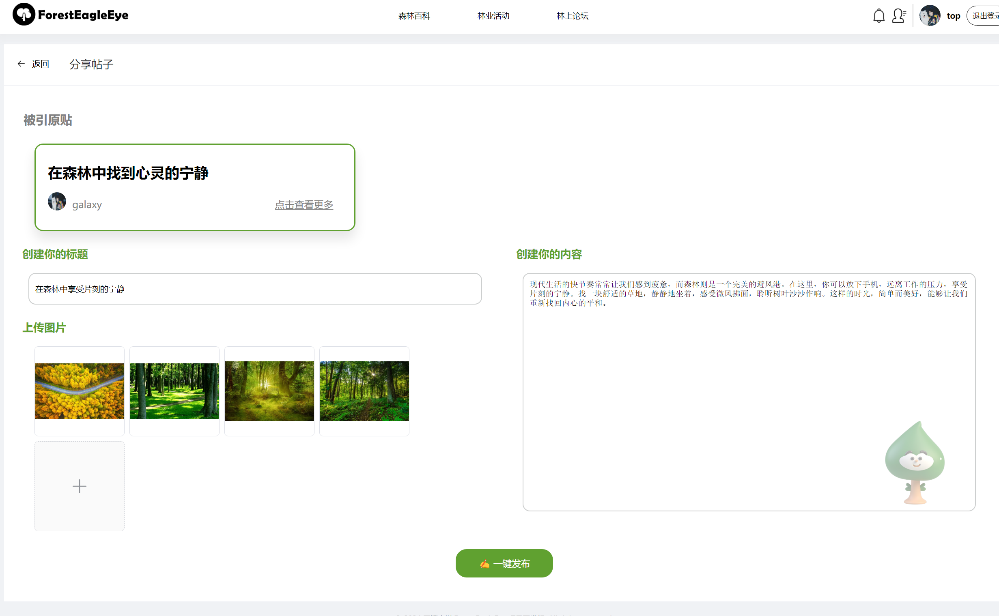 ForestEagleEye
森林百科
林业活动
林上论坛
top
退出登录
返回
分享帖子
被引原贴
在森林中找到心灵的宁静
galaxy
点击查看更多
创建你的标题
创建你的内容
在森林中享受片刻的宁静
现代生活的快节奏常常让我们感到疲惫，而森林则是一个完美的避风港。在这里，你可以放下手机，远离工作的压力，享受
片刻的宁静。找一块舒适的草地，静静地坐着，感受微风拂面，聆听树叶沙沙作响。这样的时光，简单而美好，能够让我们
重新找回内心的平和。
上传图片
一键发布